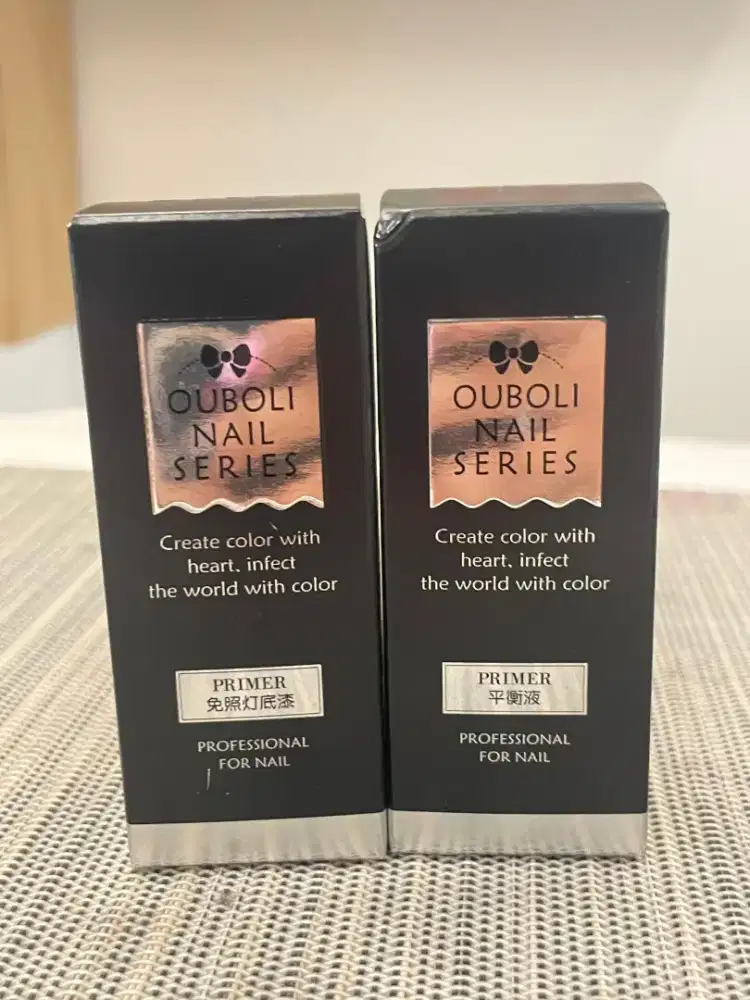 OUBOLI
NAIL
SERIES
Create color with
heart, infect
the world with color
PRIMER
免照灯底漆
PROFESSIONAL
FOR NAIL
OUBOLI
NAIL
SERIES
Create color with
heart, infect
the world with color
PRIMER
平衡液
PROFESSIONAL
FOR NAIL